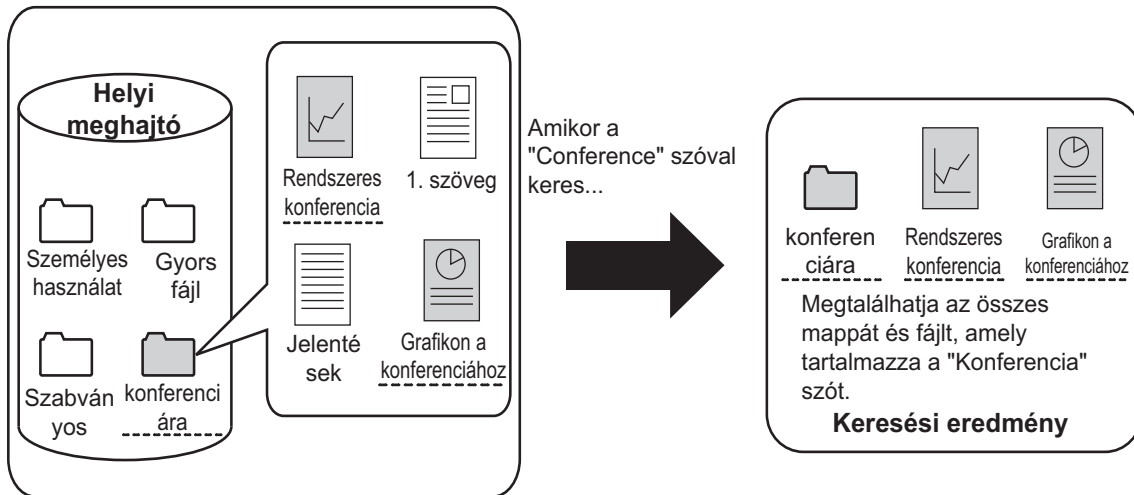 Helyi
meghajtó
Személyes
használat
Gyors
fájl
Szabván
yos
konferenci
ára
Rendszeres
konferencia
1. szöveg
Jelenté
sek
Grafikon a
konferenciához
Amikor a
"Conference" szóval
keres...
konferen
ciára
Rendszeres
konferencia
Grafikon a
konferenciához
Megtalálhatja az összes
mappát és fájlt, amely
tartalmazza a "Konferencia"
szót.
Keresési eredmény